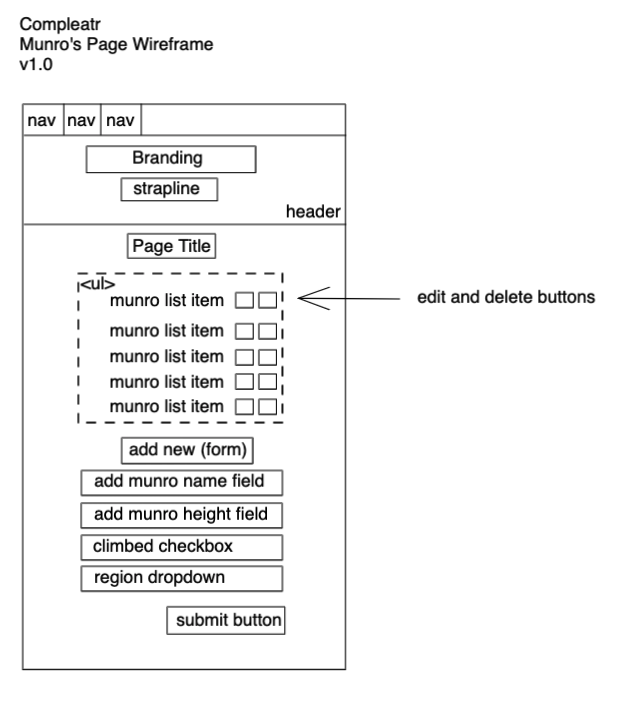 Compleatr
Munro's Page Wireframe
v1.0
nav nav nav
Branding
strapline
header
Page Title
<ul>
munro list item
edit and delete buttons
munro list item
munro list item
munro list item
munro list item
add new (form)
add munro name field
add munro height field
climbed checkbox
region dropdown
submit button